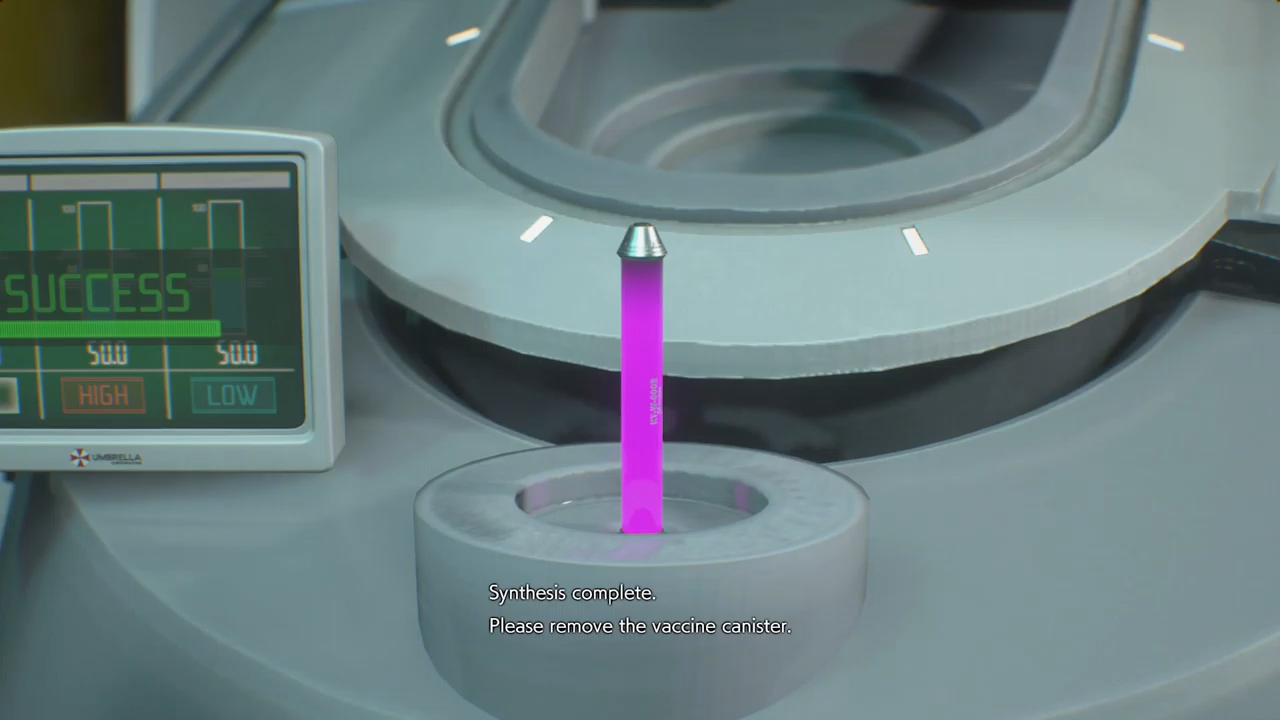 SUCCESS
50.0 50.0
HIGH LOW
UMBRELLA
Synthesis complete.
Please remove the vaccine canister.